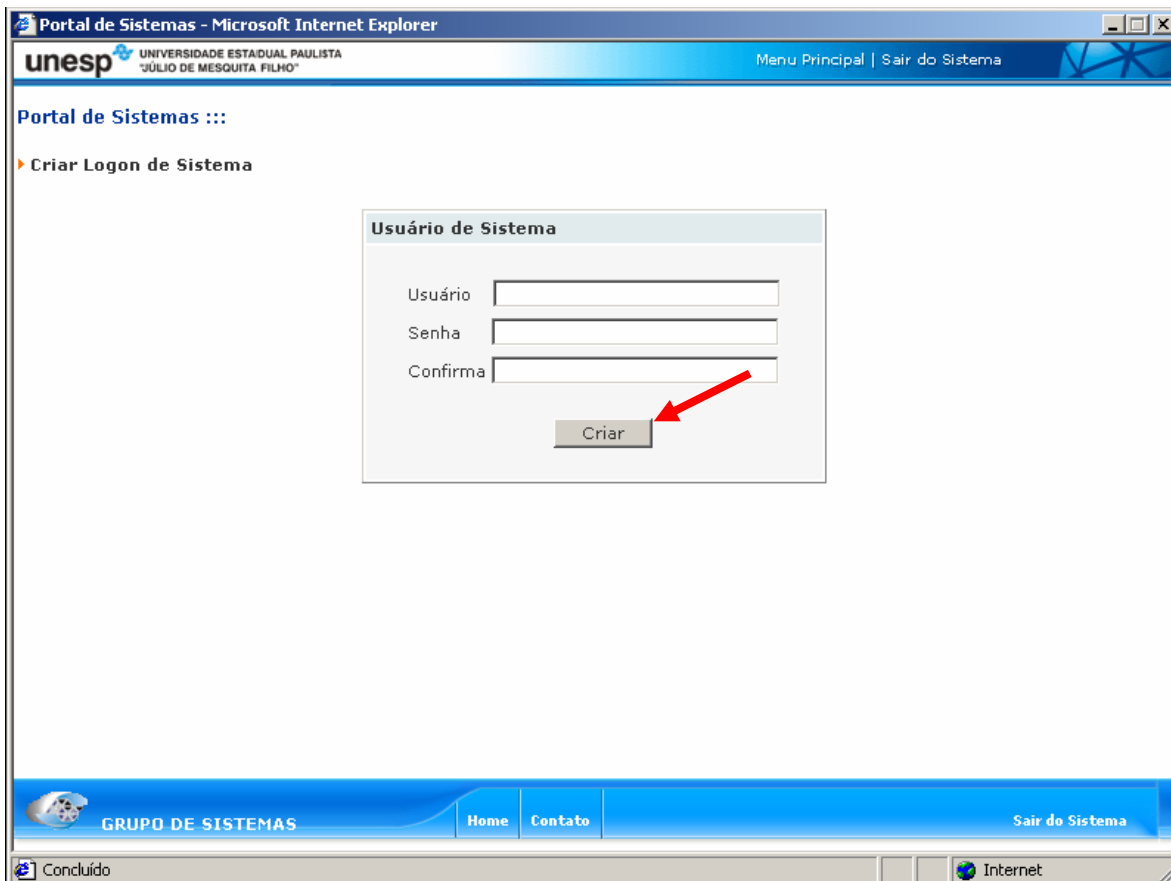 Portal de Sistemas - Microsoft Internet Explorer
unesp UNIVERSIDADE ESTADUAL PAULISTA
"JÚLIO DE MESQUITA FILHO"
Menu Principal | Sair do Sistema
Portal de Sistemas :::
Criar Logon de Sistema
Usuário de Sistema
Usuário
Senha
Confirma
Criar
GRUPO DE SISTEMAS
Home
Contato
Sair do Sistema
Concluído
Internet